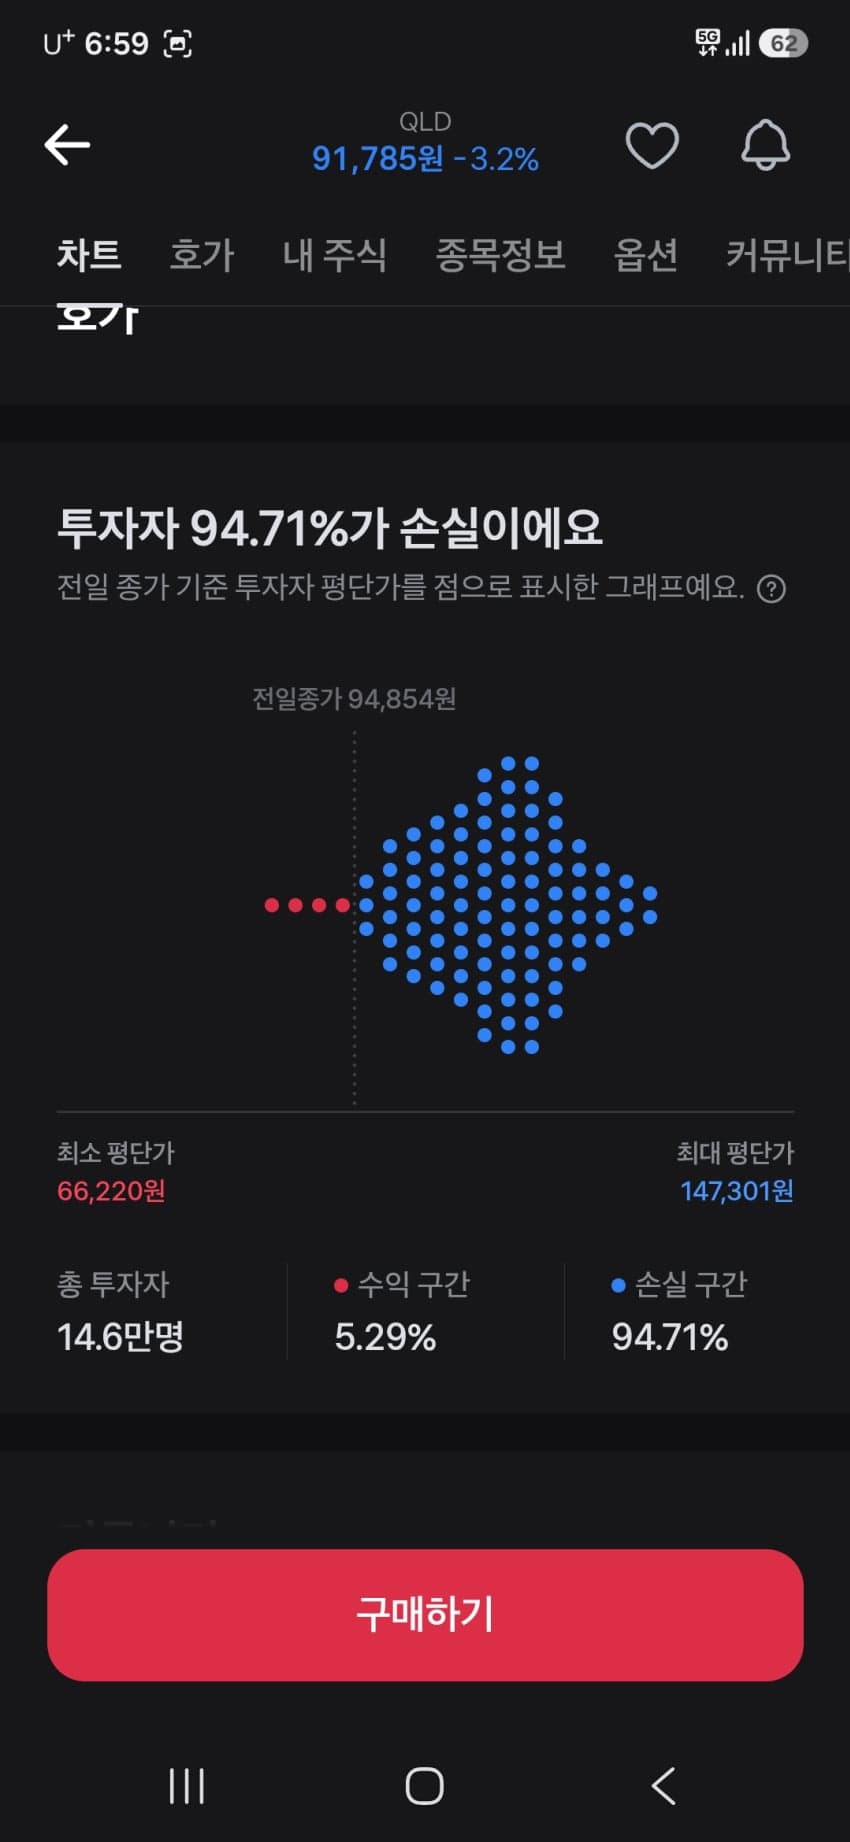 U+ 6:59
5G 62
QLD
91,785원 -3.2%
차트 호가 내 주식 종목정보 옵션 커뮤니티
호가
투자자 94.71%가 손실이에요
전일 종가 기준 투자자 평단가를 점으로 표시한 그래프예요. ?
전일종가 94,854원
최소 평단가 최대 평단가
66,220원 147,301원
총 투자자 수익 구간 손실 구간
14.6만명 5.29% 94.71%
구매하기